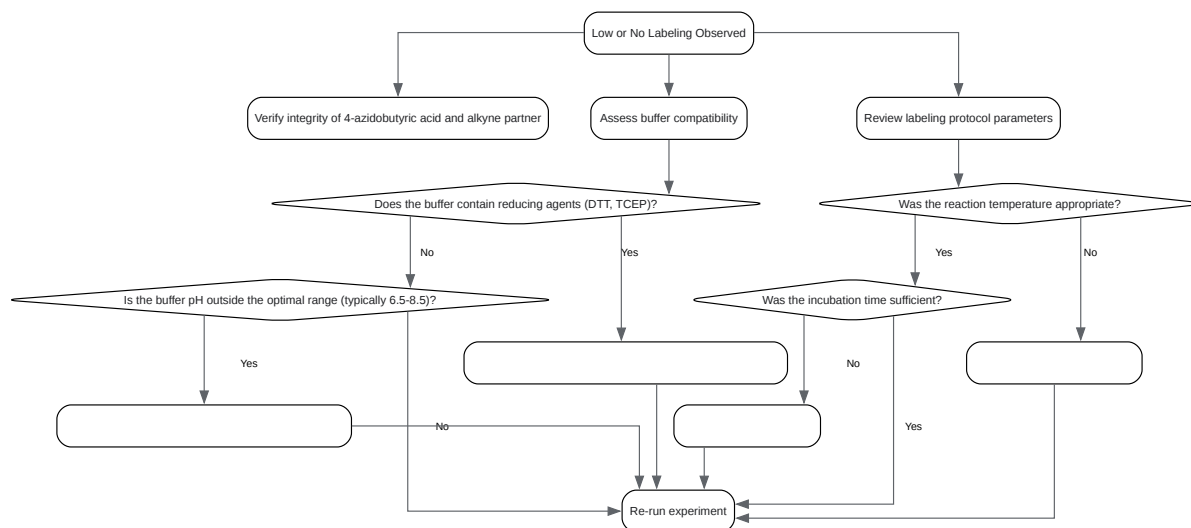 Low or No Labeling Observed
Verify integrity of 4-azidobutyric acid and alkyne partner
Assess buffer compatibility
Review labeling protocol parameters
Does the buffer contain reducing agents (DTT, TCEP)?
Was the reaction temperature appropriate?
No
Yes
Yes
No
Is the buffer pH outside the optimal range (typically 6.5-8.5)?
Was the incubation time sufficient?
Yes
No
No
Yes
Re-run experiment